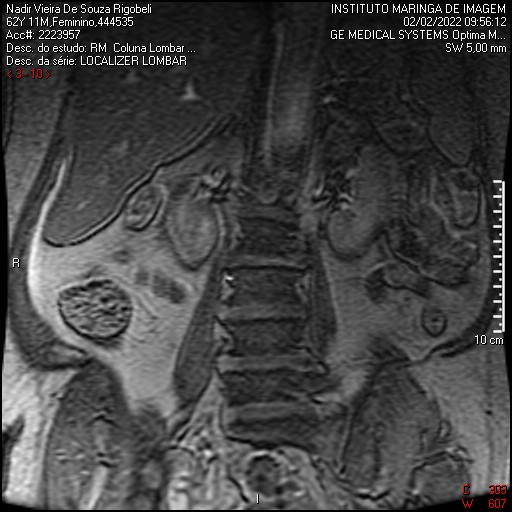 Nadir Vieira De Souza Rigobeli
62Y 11M,Feminino,444535
Acc#: 2223957
Desc. do estudo: RM Coluna Lombar ...
Desc. da série: LOCALIZER LOMBAR
< 3 - 10 >
INSTITUTO MARINGA DE IMAGEM
02/02/2022 09:56:12
GE MEDICAL SYSTEMS Optima M...
SW 5,00 mm
R
10 cm
I
C 303
W 607